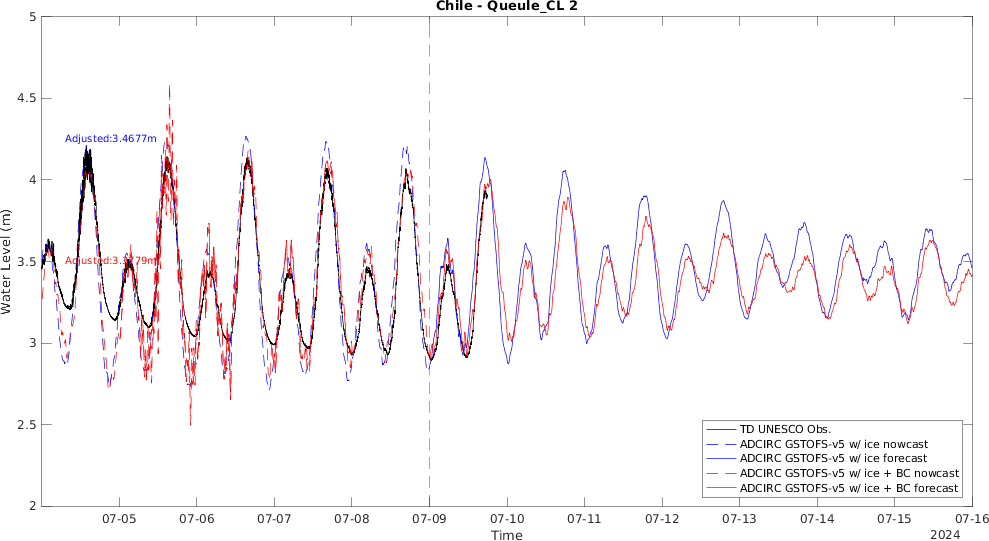 Chile - Queule_CL 2
Water Level (m)
5
4.5
4
3.5
3
2.5
2
Adjusted:3.4677m
07-05
07-06
07-07
07-08
07-09
07-10
07-11
07-12
07-13
07-14
07-15
07-16
Time
2024
TD UNESCO Obs.
ADCIRC GSTOFS-v5 w/ ice nowcast
ADCIRC GSTOFS-v5 w/ ice forecast
ADCIRC GSTOFS-v5 w/ ice + BC nowcast
ADCIRC GSTOFS-v5 w/ ice + BC forecast